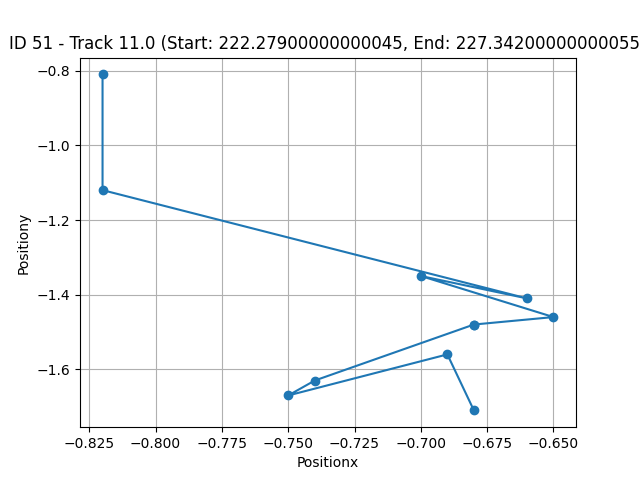 ID 51 - Track 11.0 (Start: 222.27900000000045, End: 227.34200000000055
−0.8
−1.0
−1.2
−1.4
−1.6
Positiony
−0.825 −0.800 −0.775 −0.750 −0.725 −0.700 −0.675 −0.650
Positionx